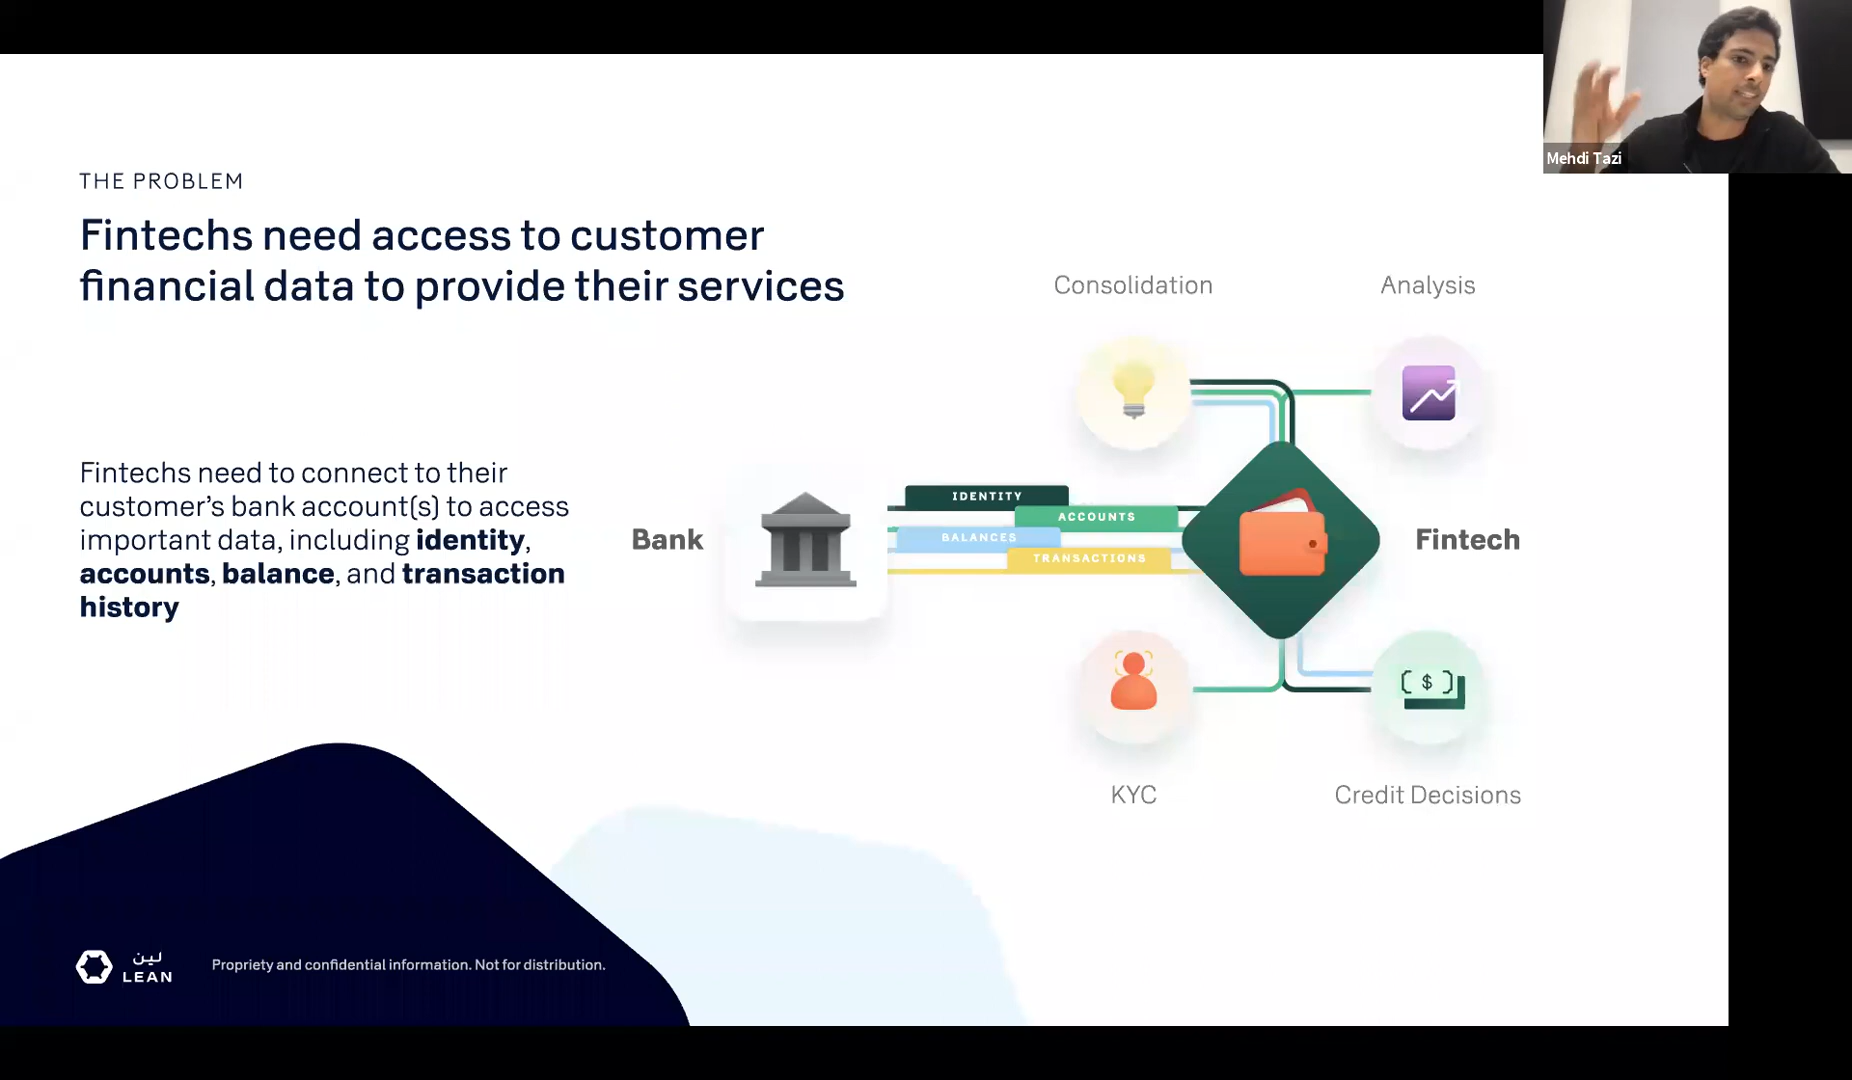 Mehdi Tazi
THE PROBLEM
Fintechs need access to customer
financial data to provide their services
Fintechs need to connect to their
customer's bank account(s) to access
important data, including identity,
accounts, balance, and transaction
history
Consolidation
Analysis
Bank
IDENTITY
ACCOUNTS
BALANCES
TRANSACTIONS
Fintech
$
KYC
Credit Decisions
لين
LEAN
Propriety and confidential information. Not for distribution.